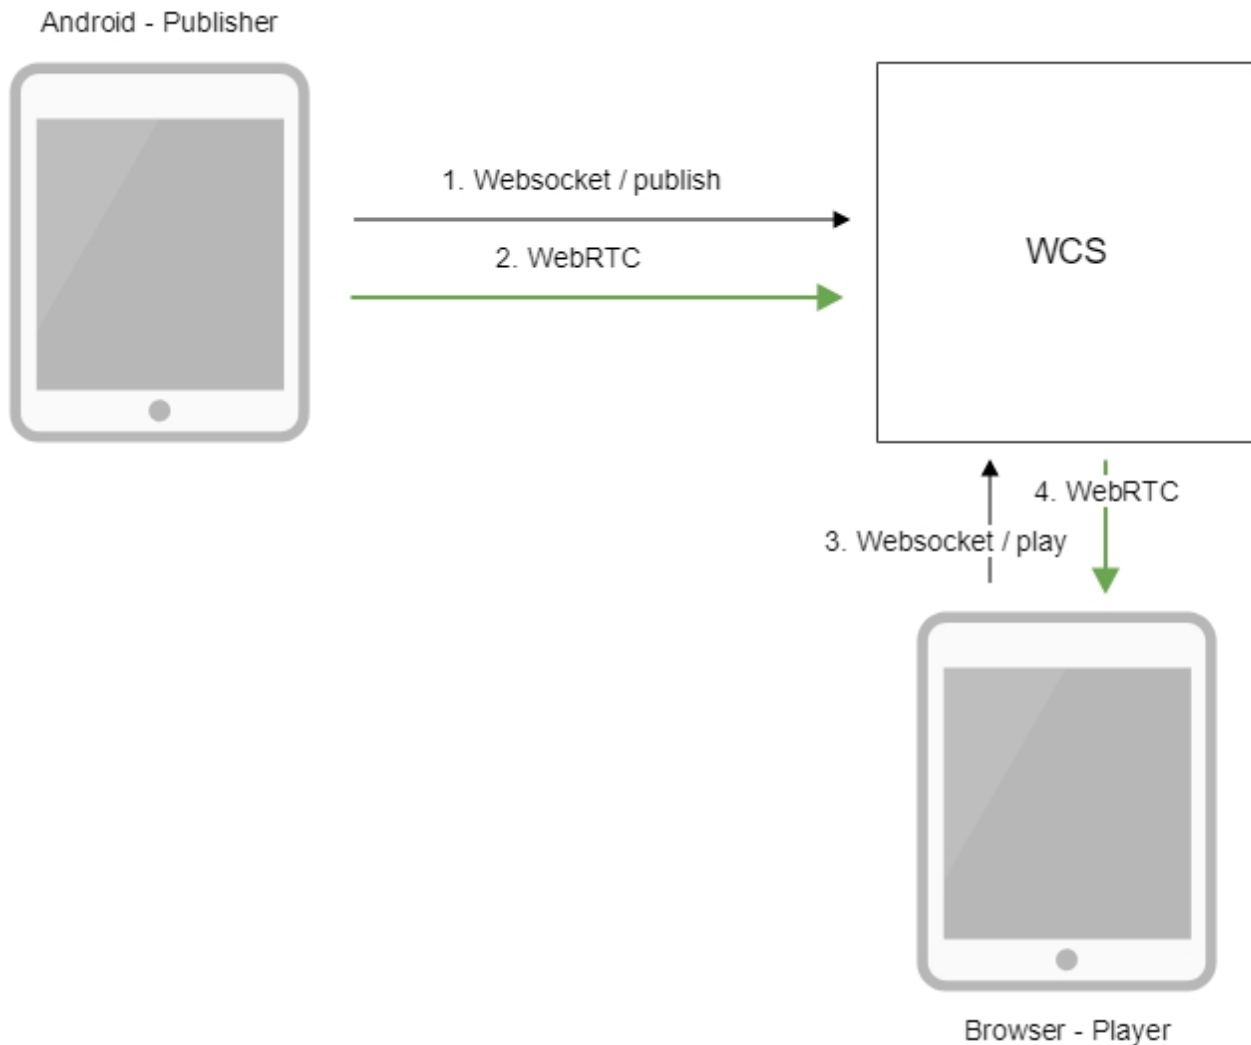 Android - Publisher
1. Websocket / publish
2. WebRTC
WCS
4. WebRTC
3. Websocket / play
Browser - Player